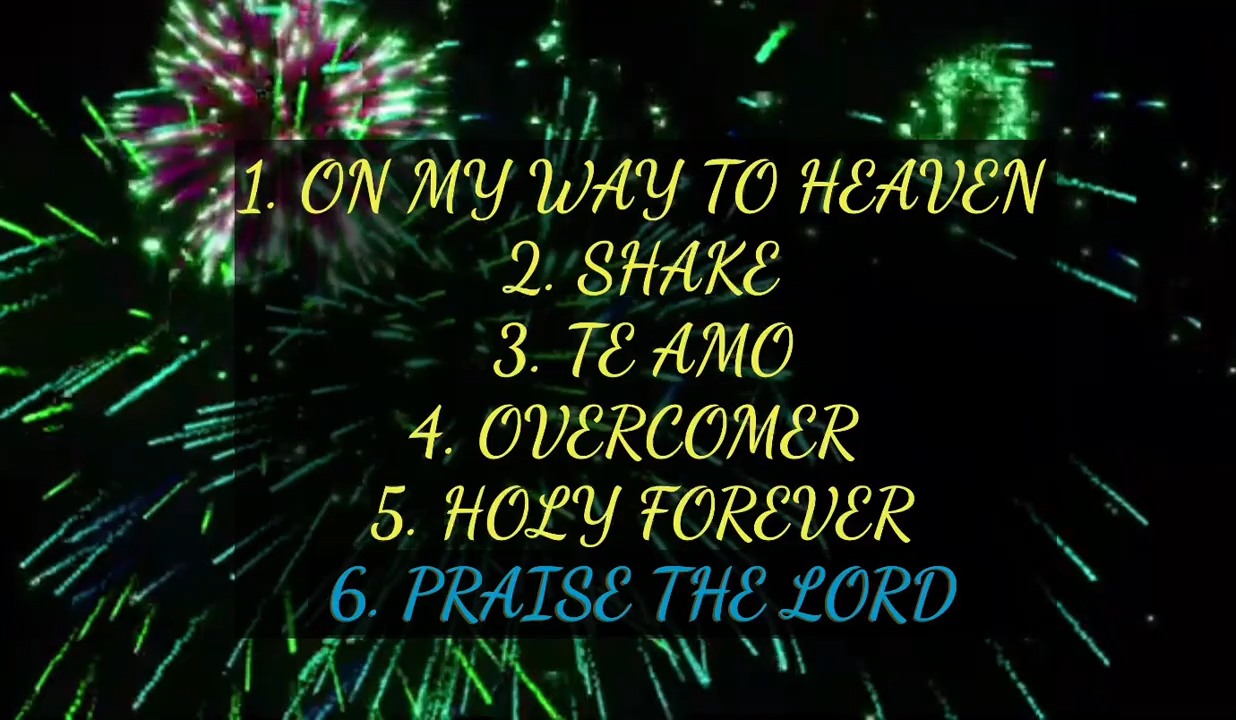 1. ON MY WAY TO HEAVEN
2. SHAKE
3. TE AMO
4. OVERCOMER
5. HOLY FOREVER
6. PRAISE THE LORD